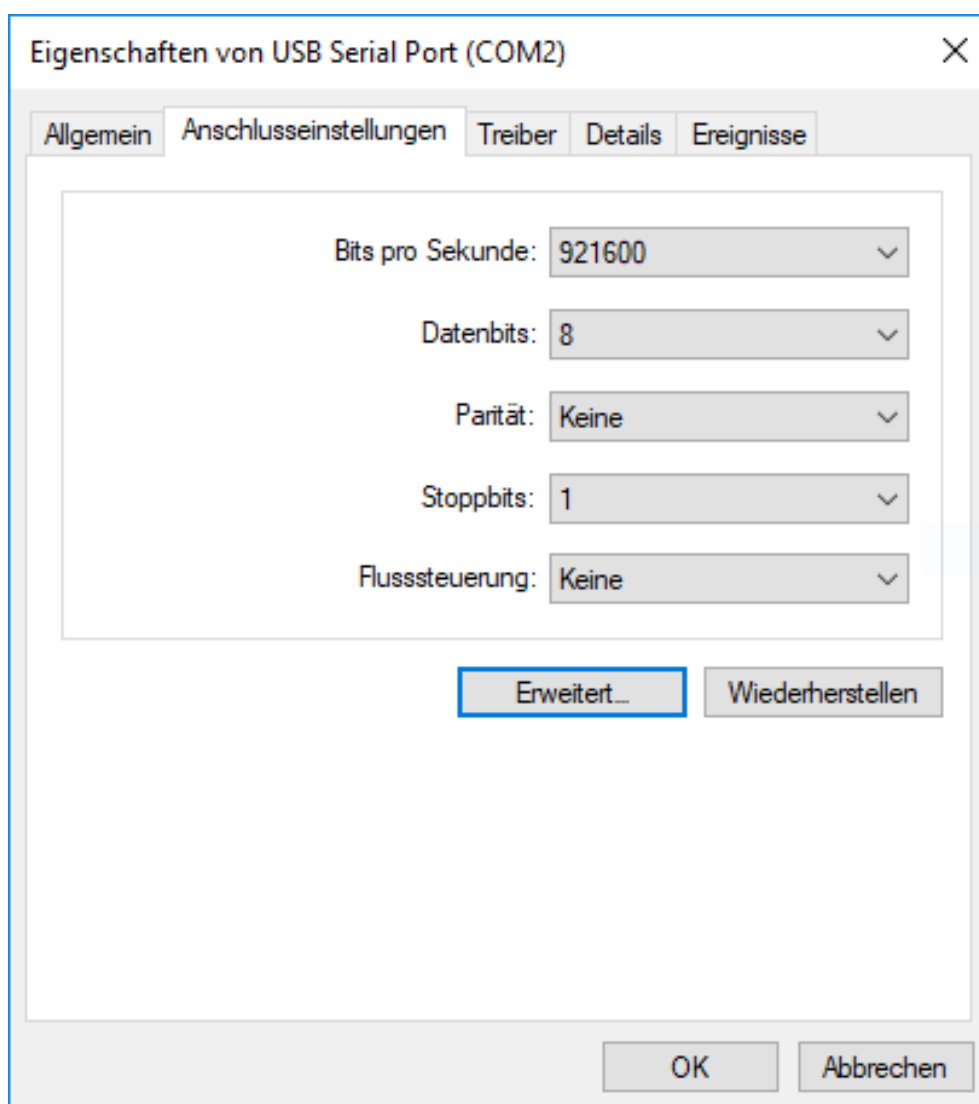 Eigenschaften von USB Serial Port (COM2)
Allgemein Anschlusseinstellungen Treiber Details Ereignisse
Bits pro Sekunde: 921600
Datenbits: 8
Parität: Keine
Stoppbits: 1
Flusssteuerung: Keine
Erweitert... Wiederherstellen
OK Abbrechen